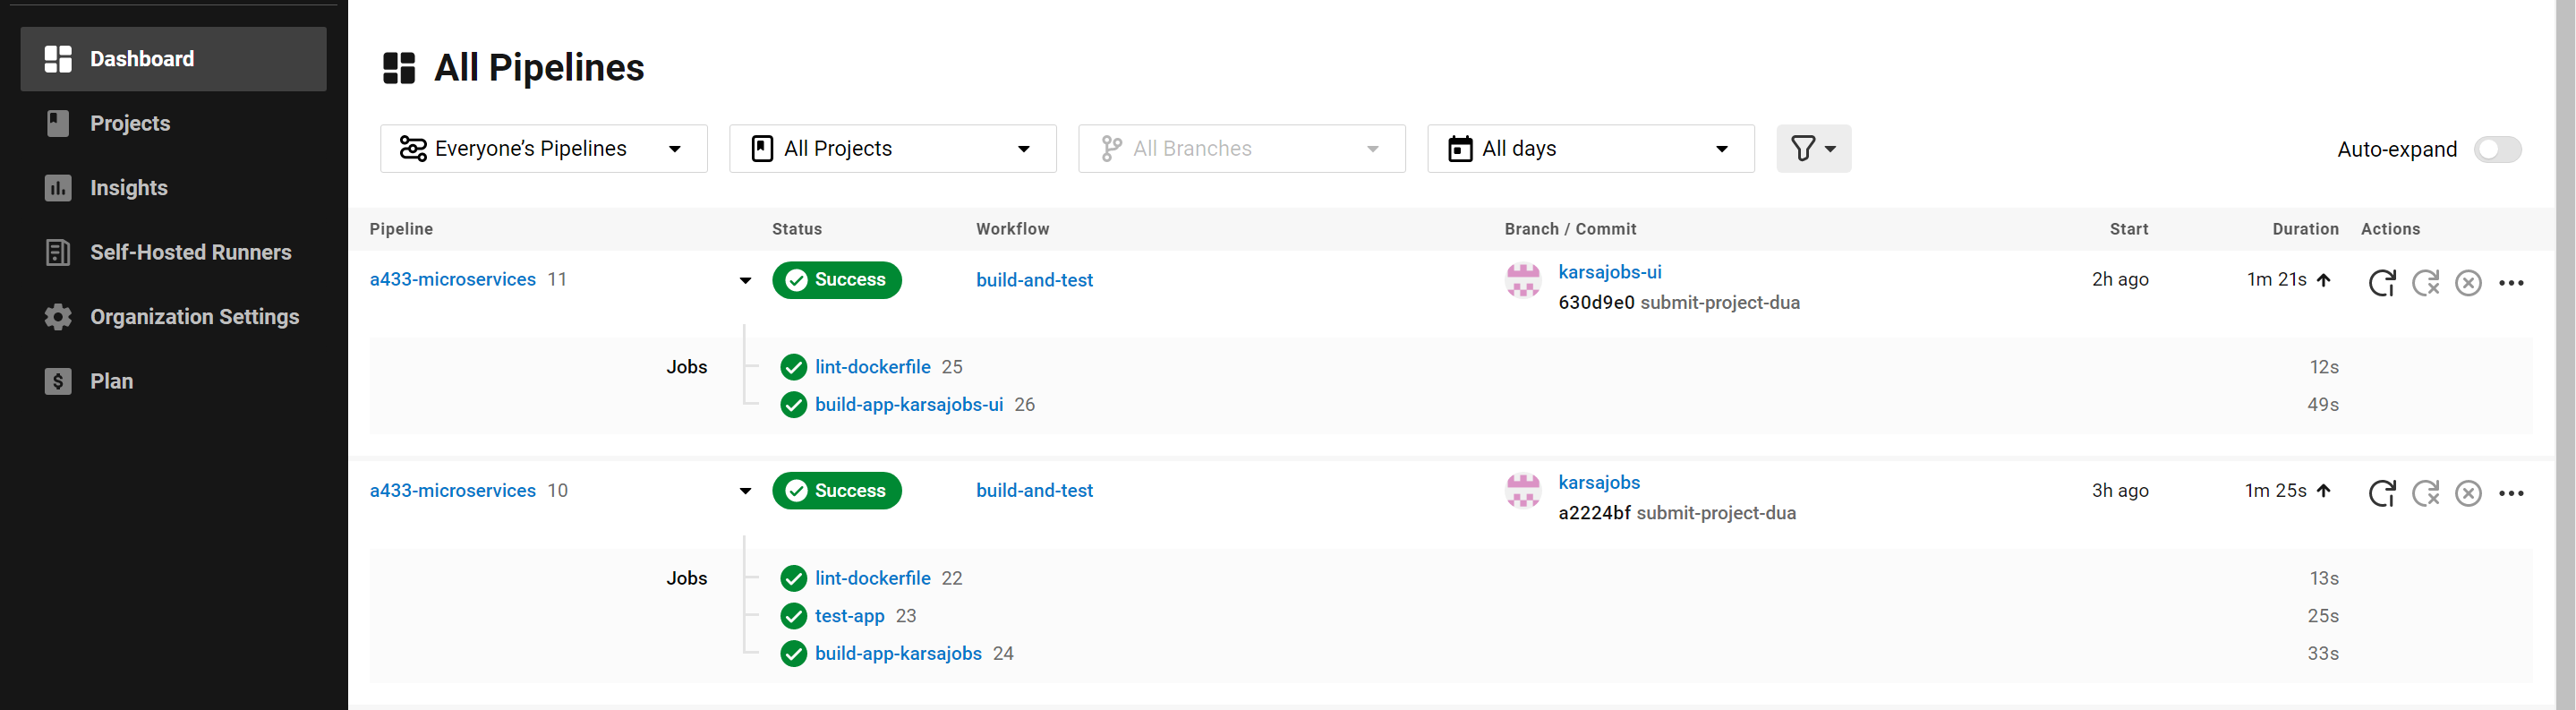 Dashboard
Projects
Insights
Self-Hosted Runners
Organization Settings
Plan
All Pipelines
Everyone’s Pipelines All Projects All Branches All days Auto-expand
Pipeline Status Workflow Branch / Commit Start Duration Actions
a433-microservices 11 Success build-and-test karsajobs-ui 2h ago 1m 21s
630d9e0 submit-project-dua
Jobs lint-dockerfile 25 12s
build-app-karsajobs-ui 26 49s
a433-microservices 10 Success build-and-test karsajobs 3h ago 1m 25s
a2224bf submit-project-dua
Jobs lint-dockerfile 22 13s
test-app 23 25s
build-app-karsajobs 24 33s